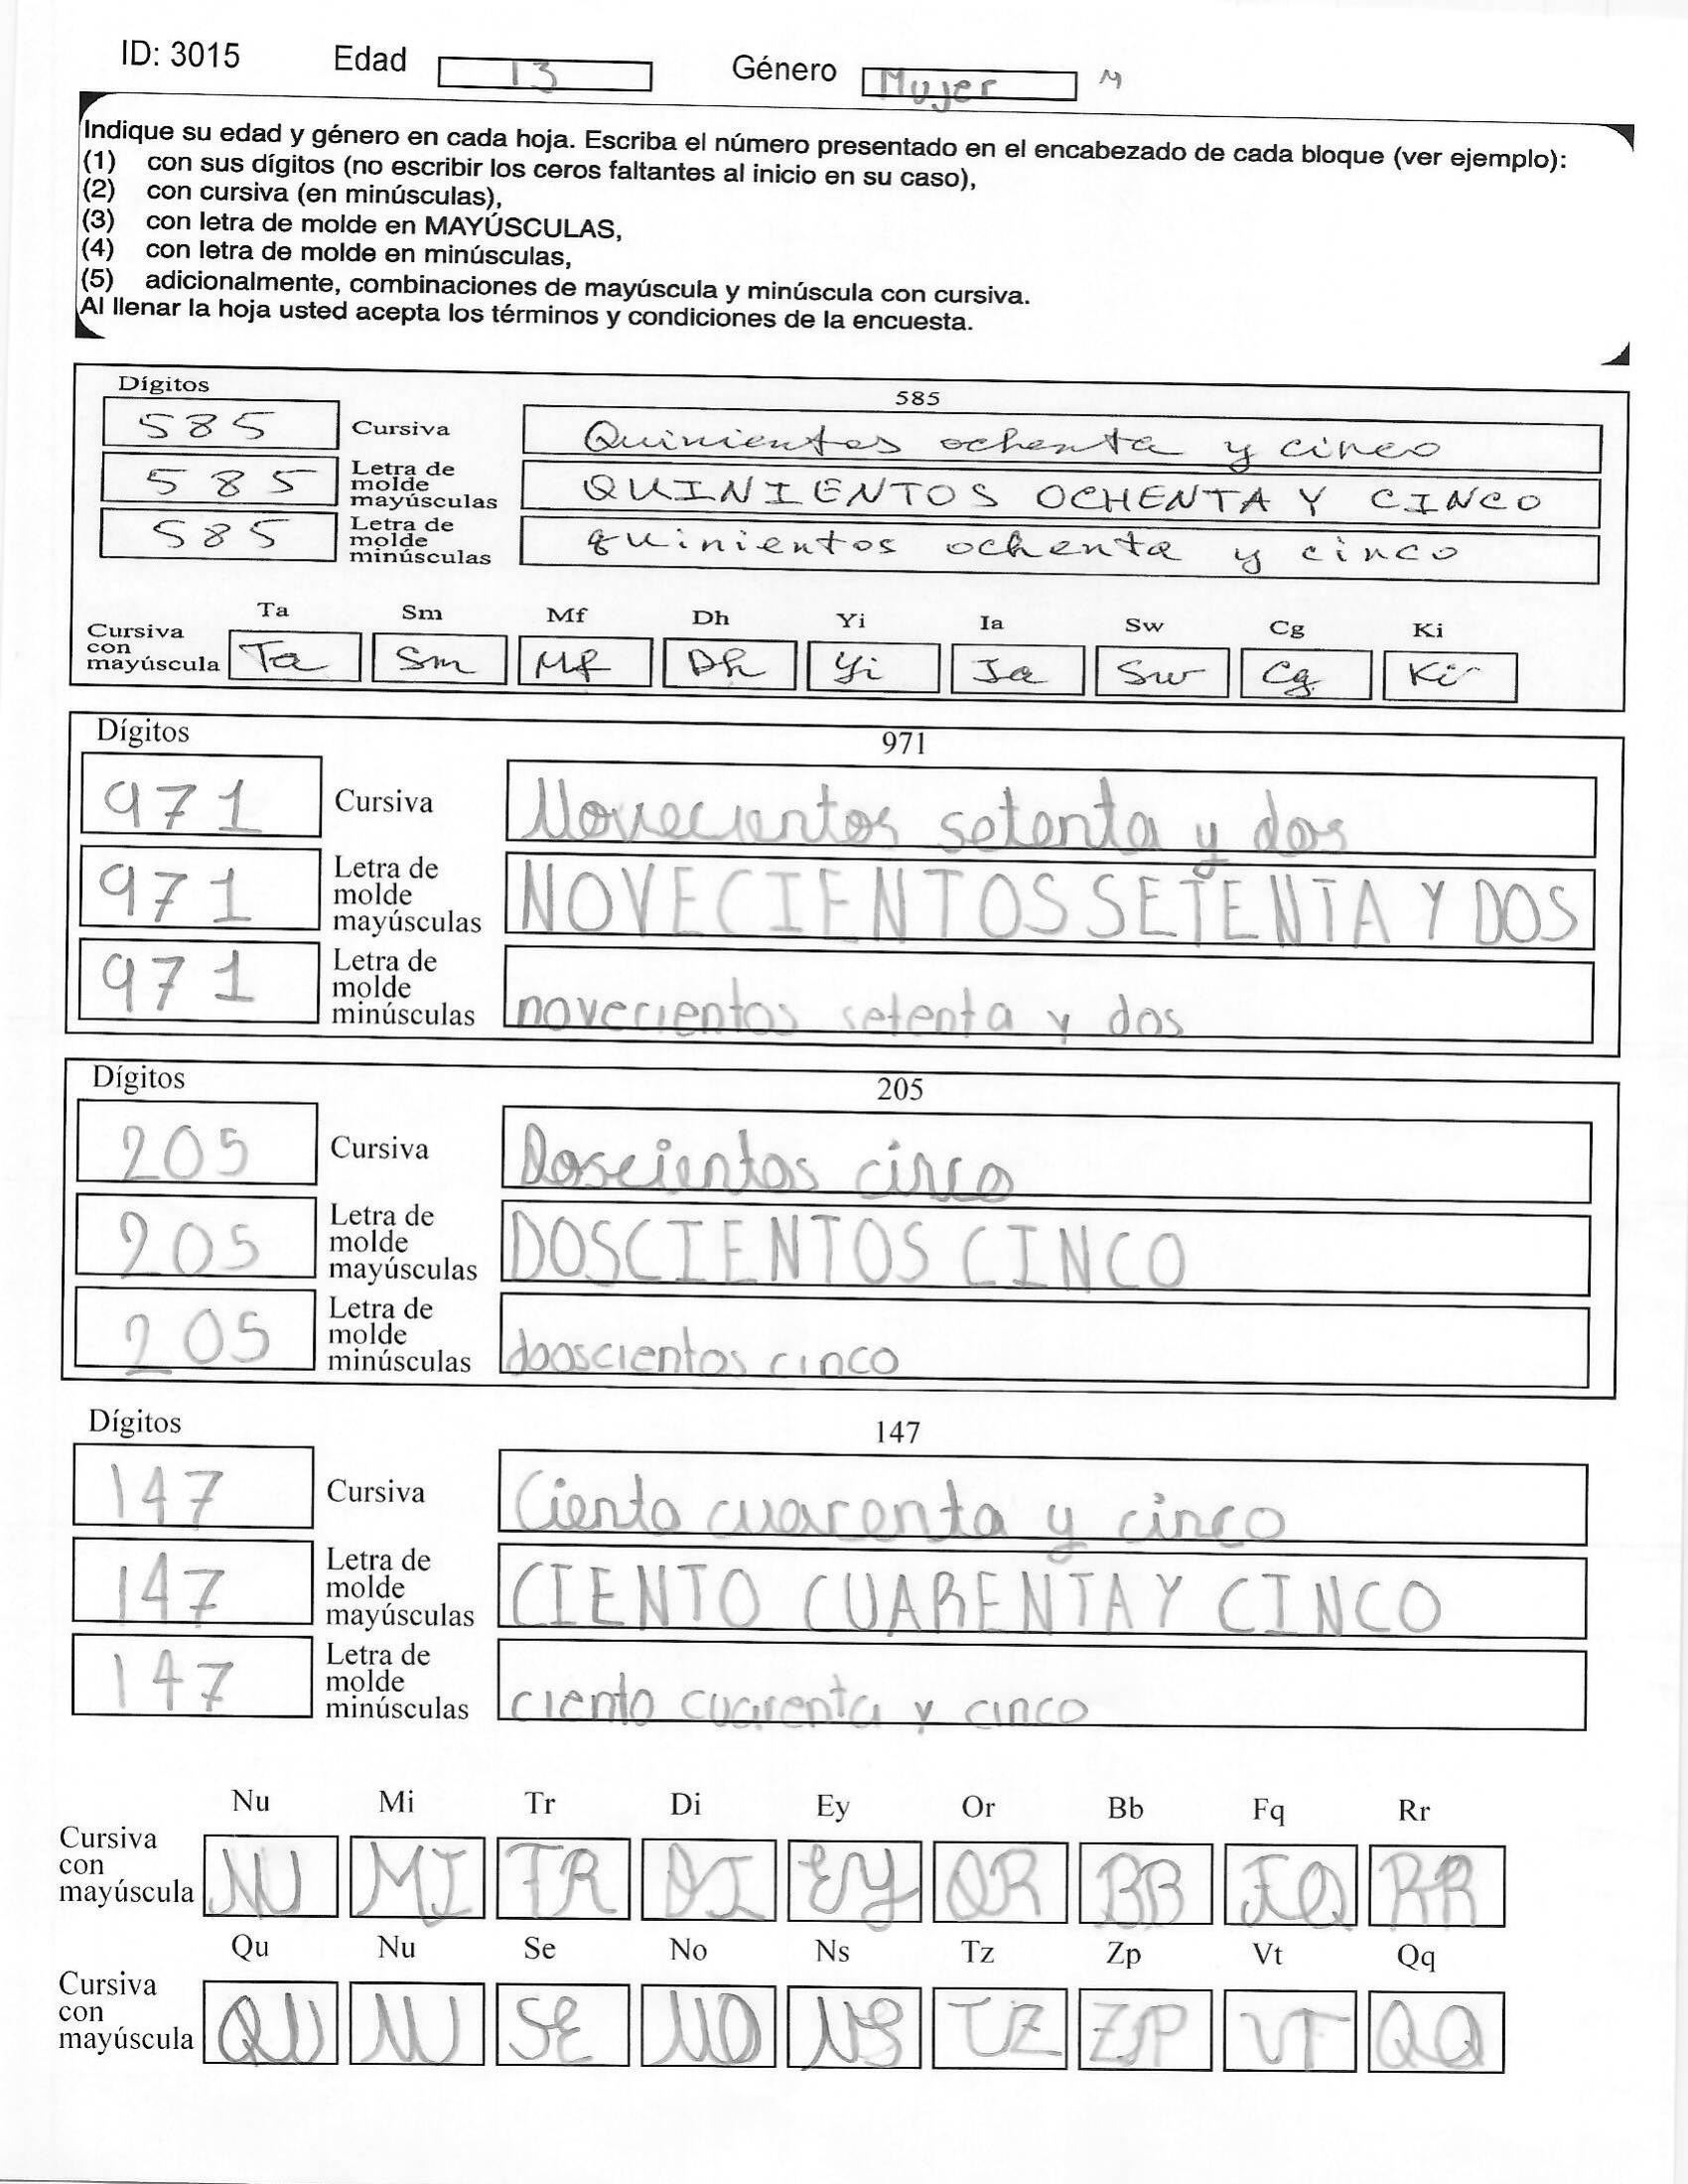 ID: 3015 Edad 13 Género Mujer M
Indique su edad y género en cada hoja. Escriba el número presentado en el encabezado de cada bloque (ver ejemplo):
(1) con sus dígitos (no escribir los ceros faltantes al inicio en su caso),
(2) con cursiva (en minúsculas),
(3) con letra de molde en MAYÚSCULAS,
(4) con letra de molde en minúsculas,
(5) adicionalmente, combinaciones de mayúscula y minúscula con cursiva.
Al llenar la hoja usted acepta los términos y condiciones de la encuesta.
Dígitos 585
585 Cursiva Quinientos ochenta y cinco
585 Letra de molde mayúsculas QUINIENTOS OCHENTA Y CINCO
585 Letra de molde minúsculas quinientos ochenta y cinco
Ta Sm Mf Dh Yi Ia Sw Cg Ki
Cursiva con mayúscula Ta Sm Mf Dh Yi Ia Sw Cg Ki
Dígitos 971
971 Cursiva Novecientos setenta y dos
971 Letra de molde mayúsculas NOVECIENTOS SETENTA Y DOS
971 Letra de molde minúsculas novecientos setenta y dos
Dígitos 205
205 Cursiva Doscientos cinco
205 Letra de molde mayúsculas DOSCIENTOS CINCO
205 Letra de molde minúsculas dooscientos cinco
Dígitos 147
147 Cursiva Ciento cuarenta y cinco
147 Letra de molde mayúsculas CIENTO CUARENTA Y CINCO
147 Letra de molde minúsculas ciento cuarenta y cinco
Nu Mi Tr Di Ey Or Bb Fq Rr
Cursiva con mayúscula NU MI TR DI EY OR BB FQ RR
Qu Nu Se No Ns Tz Zp Vt Qq
Cursiva con mayúscula QU NU SE NO NS TZ ZP VT QQ